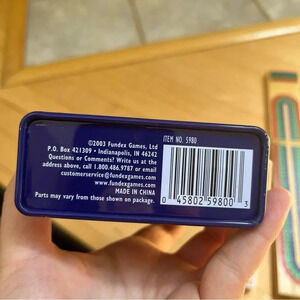 ©2003 Fundex Games, Ltd
P.O. Box 421309 • Indianapolis, IN 46242
Questions or Comments? Write us at the
address above, call 1.800.486.9787 or email
customerservice@fundexgames.com
www.fundexgames.com
MADE IN CHINA
Parts may vary from those shown on package.
ITEM NO. 5980
0 45802 59800 3